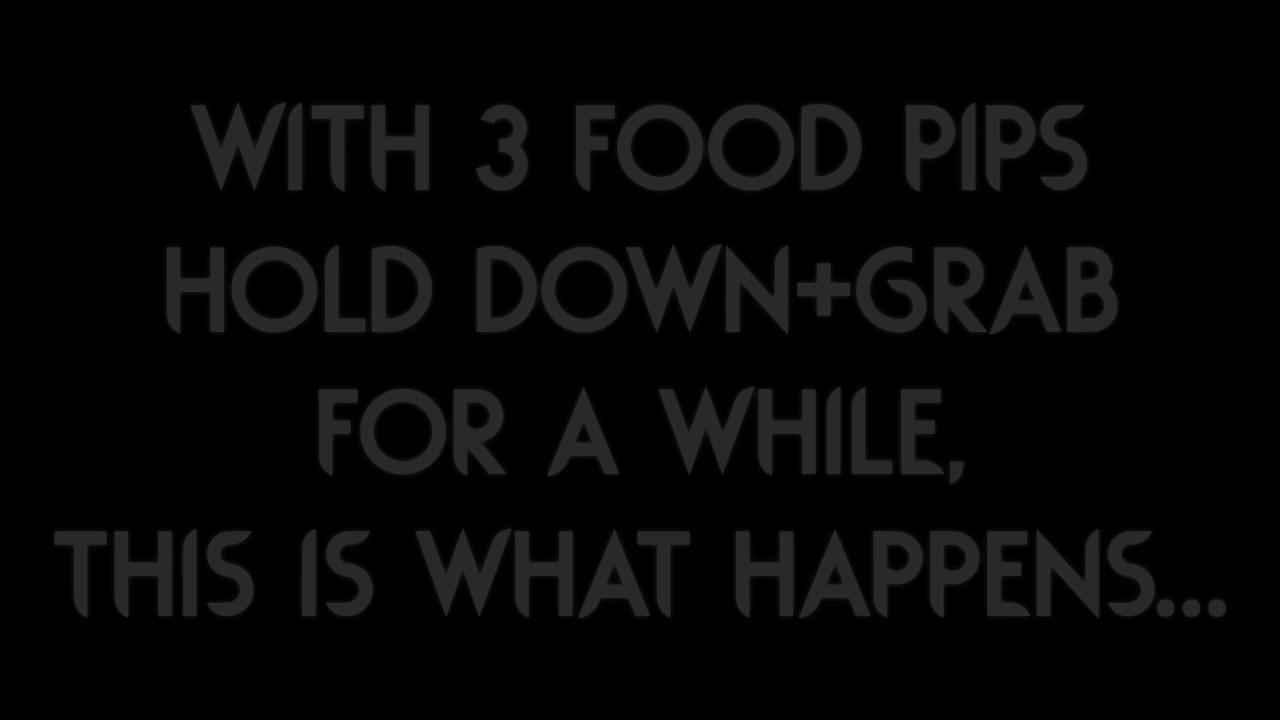 WITH 3 FOOD PIPS
HOLD DOWN+GRAB
FOR A WHILE,
THIS IS WHAT HAPPENS...